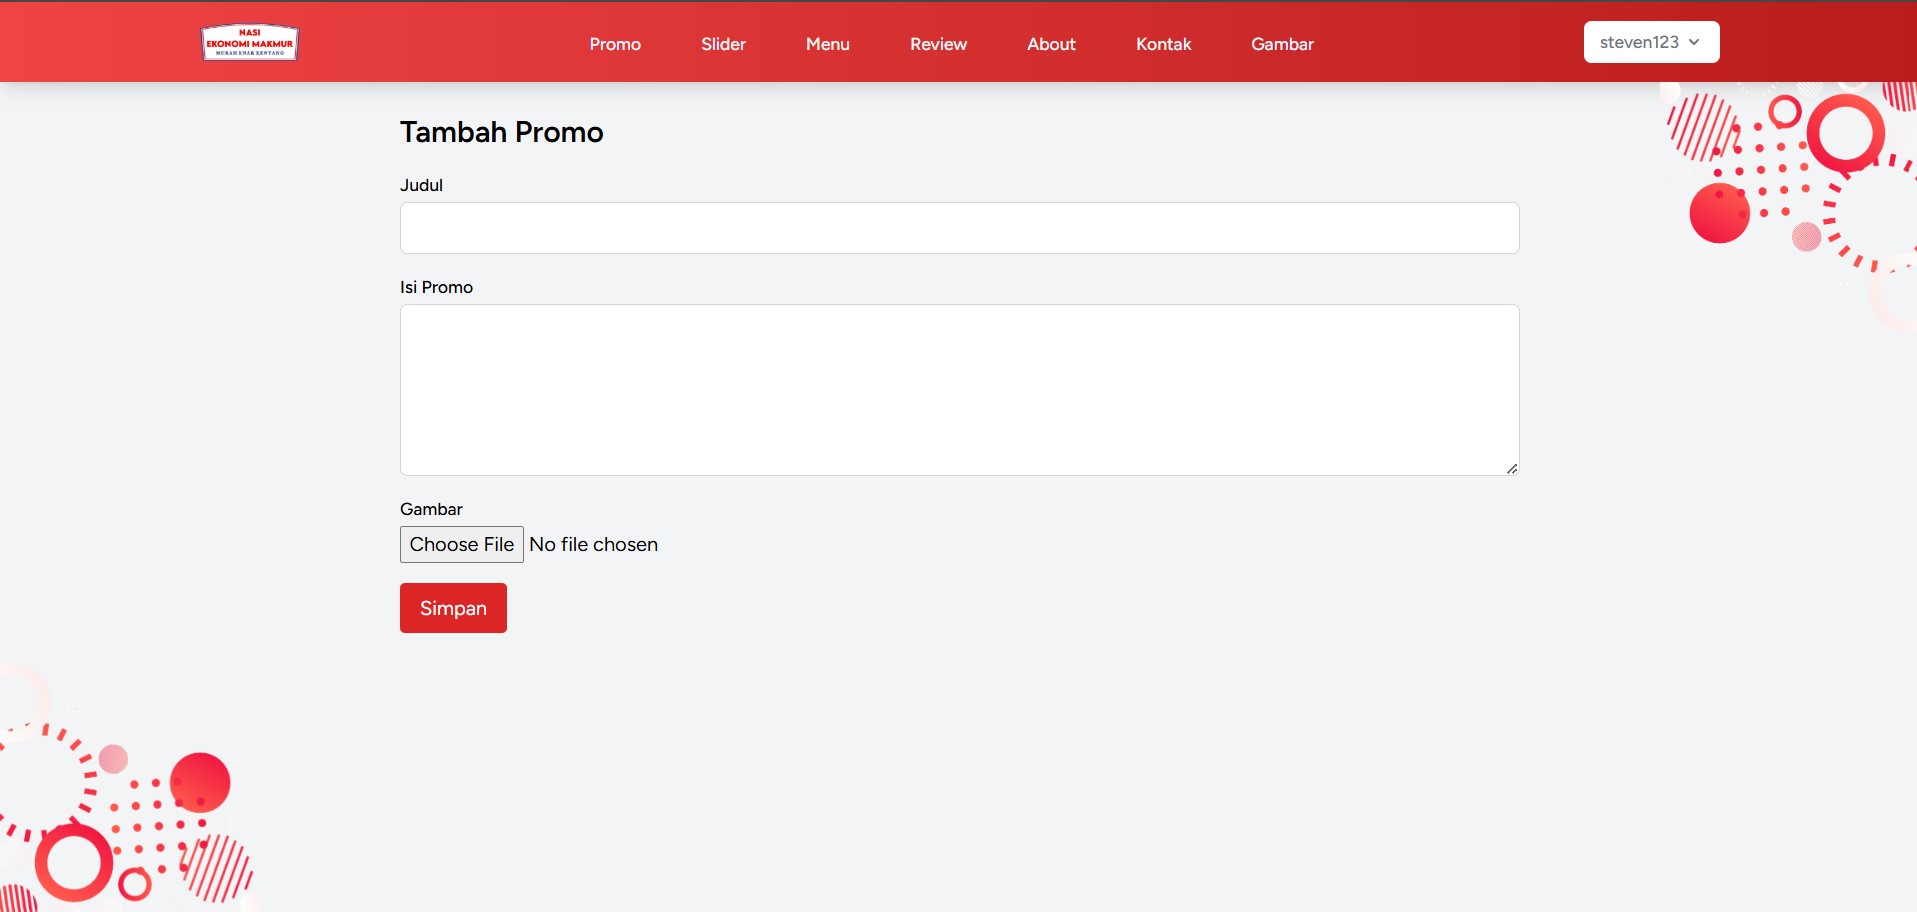 NASI
EKONOMI MAKMUR
MURAH ENAK KENYANG
Promo
Slider
Menu
Review
About
Kontak
Gambar
steven123
Tambah Promo
Judul
Isi Promo
Gambar
Choose File No file chosen
Simpan